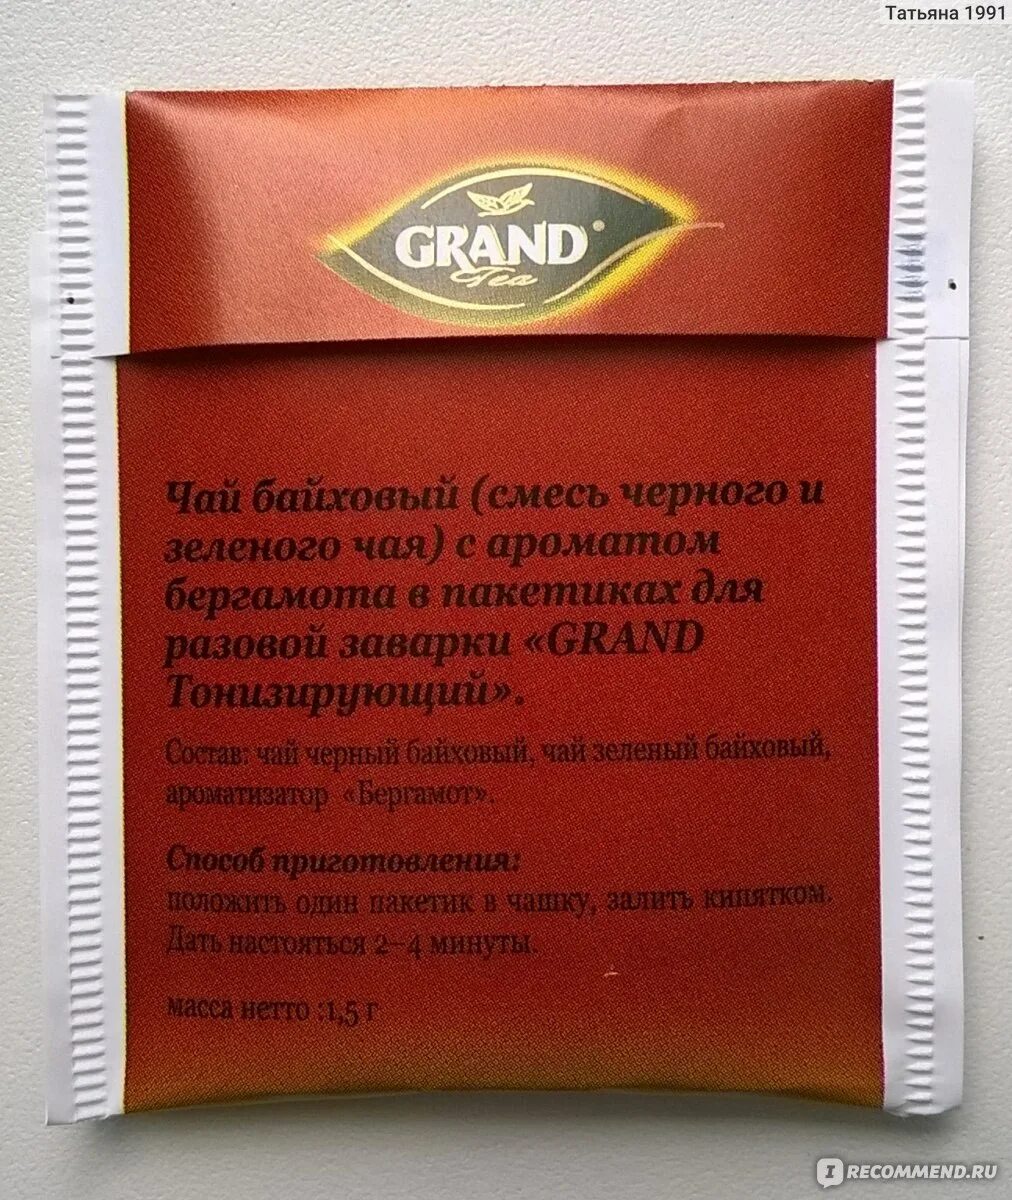 Татьяна 1991
GRAND®
Tea
Чай байховый (смесь черного и
зеленого чая) с ароматом
бергамота в пакетиках для
разовой заварки «GRAND
Тонизирующий».
Состав: чай черный байховый, чай зеленый байховый,
ароматизатор «Бергамот».
Способ приготовления:
положить один пакетик в чашку, залить кипятком.
Дать настояться 2–4 минуты.
масса нетто :1,5 г
I RECOMMEND.RU